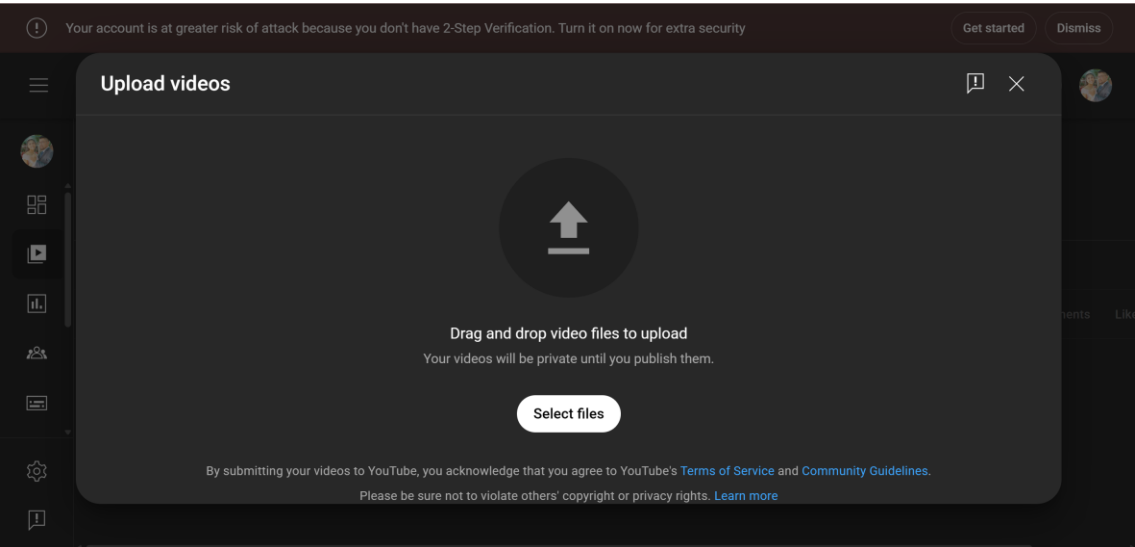 Your account is at greater risk of attack because you don't have 2-Step Verification. Turn it on now for extra security
Get started
Dismiss
Upload videos
Drag and drop video files to upload
Your videos will be private until you publish them.
Select files
By submitting your videos to YouTube, you acknowledge that you agree to YouTube's Terms of Service and Community Guidelines.
Please be sure not to violate others' copyright or privacy rights. Learn more